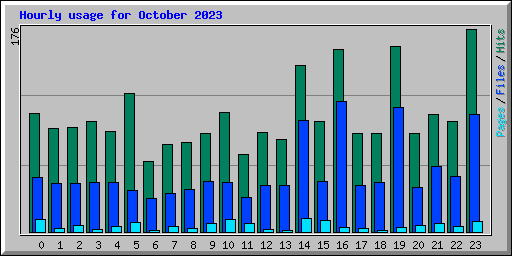 Hourly usage for October 2023
176
Pages / Files / Hits
0 1 2 3 4 5 6 7 8 9 10 11 12 13 14 15 16 17 18 19 20 21 22 23